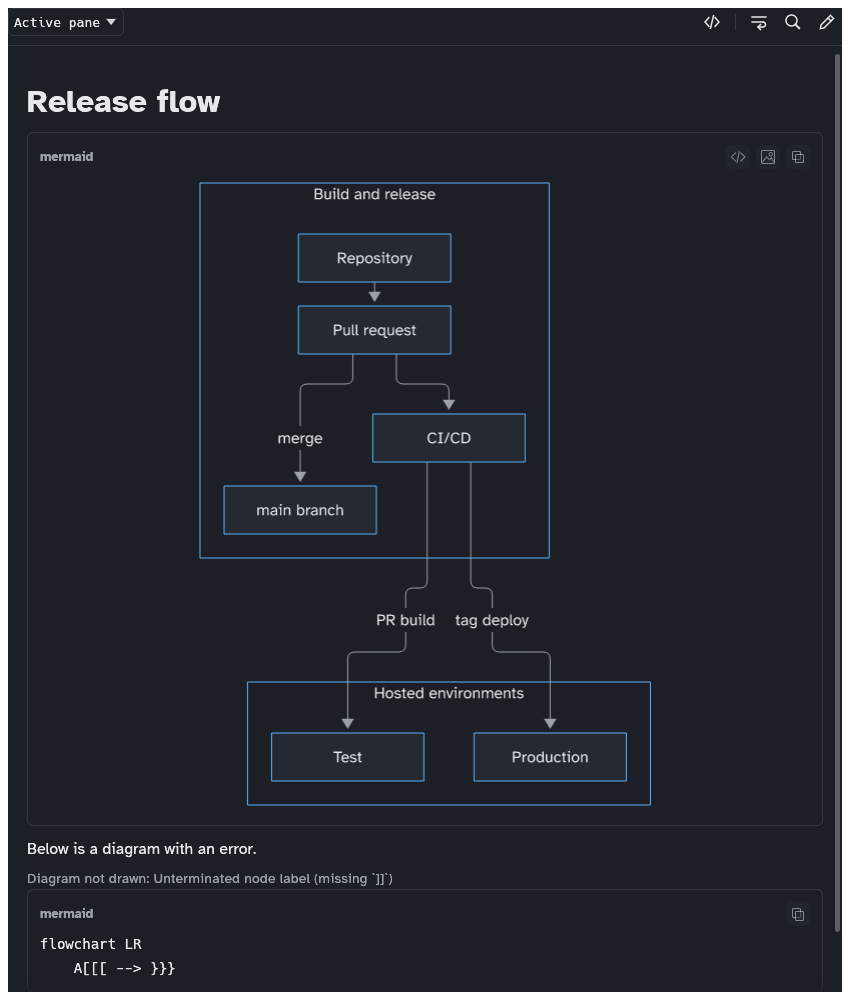 Active pane
Release flow
mermaid
Build and release
Repository
Pull request
merge
CI/CD
main branch
PR build
tag deploy
Hosted environments
Test
Production
Below is a diagram with an error.
Diagram not drawn: Unterminated node label (missing `]]`)
mermaid
flowchart LR
    A[[[ --> }}}